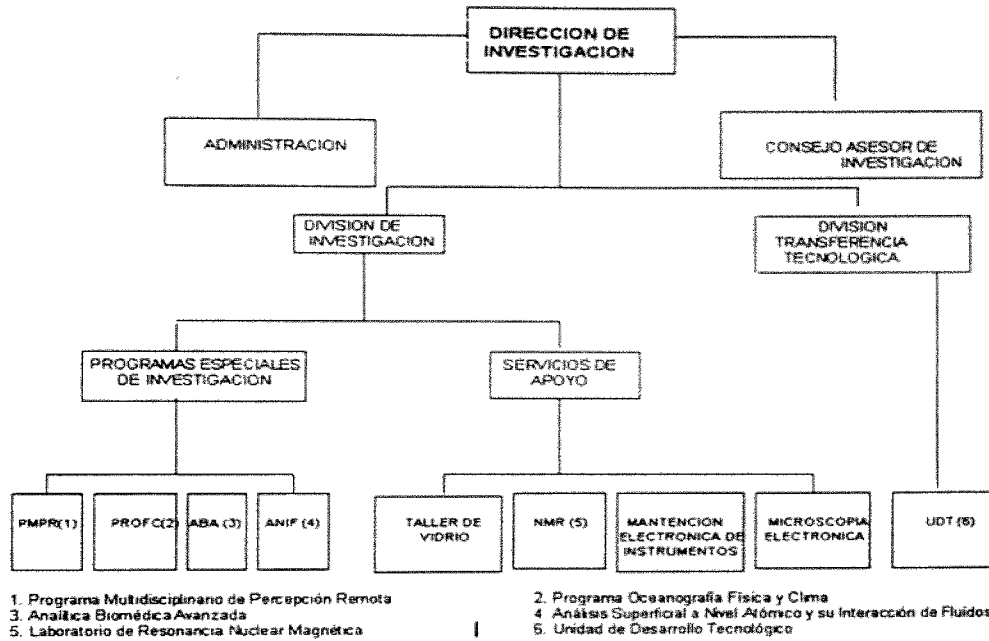 DIRECCION DE
INVESTIGACION
ADMINISTRACION
CONSEJO ASESOR DE
INVESTIGACION
DIVISION DE
INVESTIGACION
DIVISION
TRANSFERENCIA
TECNOLOGICA
PROGRAMAS ESPECIALES
DE INVESTIGACION
SERVICIOS DE
APOYO
PMPR(1)
PROFC(2)
ABA (3)
ANIF (4)
TALLER DE
VIDRIO
NMR (5)
MANTENCION
ELECTRONICA DE
INSTRUMENTOS
MICROSCOPIA
ELECTRONICA
UDT (6)
1. Programa Multidisciplinario de Percepción Remota
2. Programa Oceanografía Física y Clima
3. Analítica Biomédica Avanzada
4. Análisis Superficial a Nivel Atómico y su Interacción de Fluidos
5. Laboratorio de Resonancia Nuclear Magnética
6. Unidad de Desarrollo Tecnológico